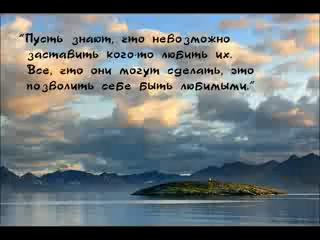 "Пусть знают, что невозможно
заставить кого-то любить их.
Все, что они могут сделать, это
позволить себе быть любимыми."